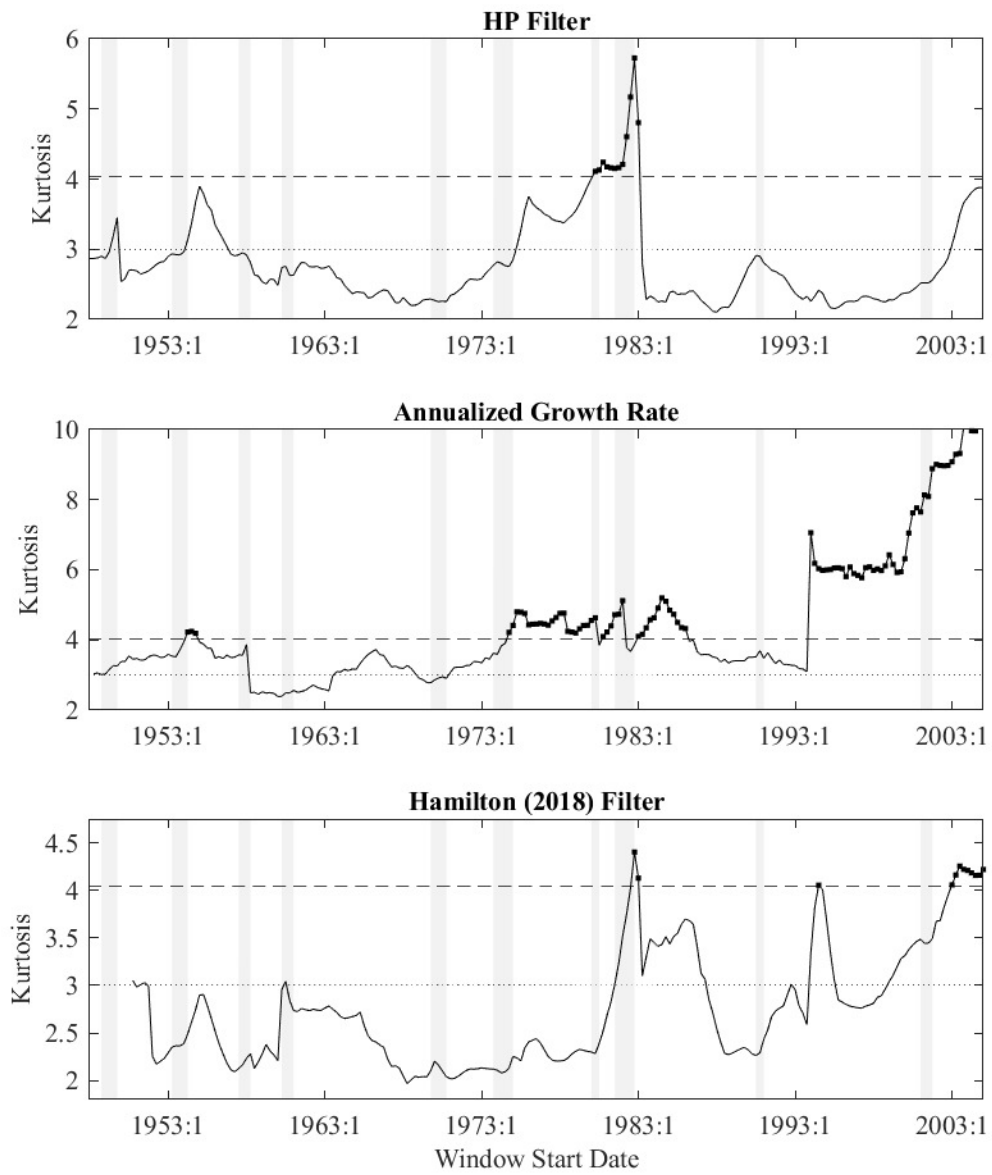 HP Filter
6
5
4
3
2
Kurtosis
1953:1 1963:1 1973:1 1983:1 1993:1 2003:1
Annualized Growth Rate
10
8
6
4
2
Kurtosis
1953:1 1963:1 1973:1 1983:1 1993:1 2003:1
Hamilton (2018) Filter
4.5
4
3.5
3
2.5
2
Kurtosis
1953:1 1963:1 1973:1 1983:1 1993:1 2003:1
Window Start Date